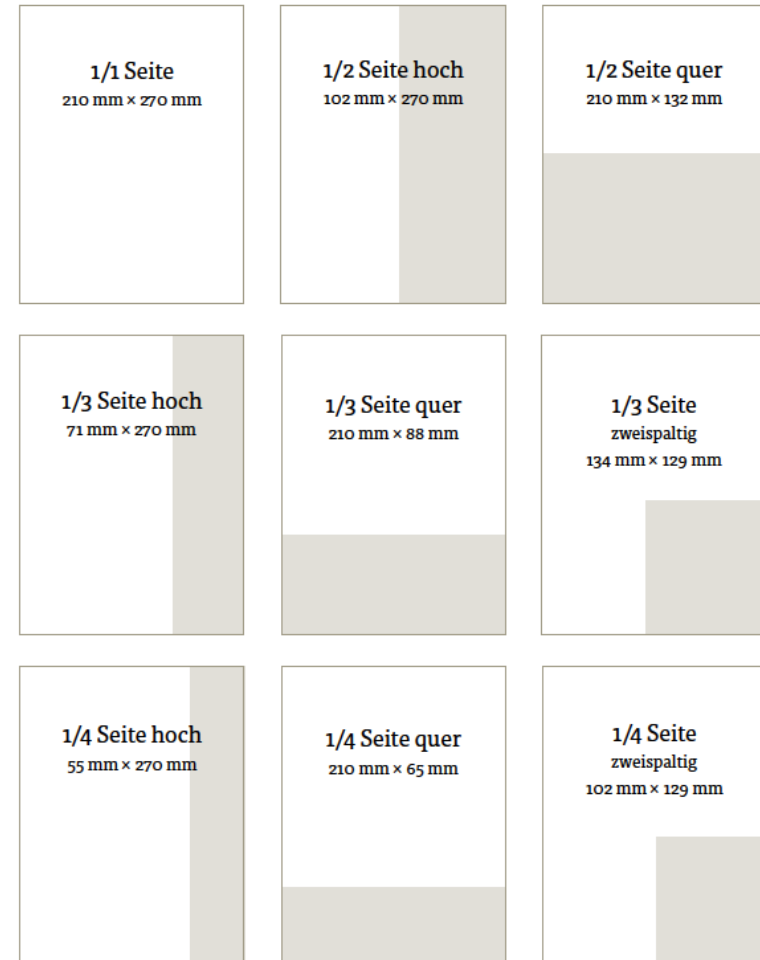 1/1 Seite
210 mm × 270 mm
1/2 Seite hoch
102 mm × 270 mm
1/2 Seite quer
210 mm × 132 mm
1/3 Seite hoch
71 mm × 270 mm
1/3 Seite quer
210 mm × 88 mm
1/3 Seite
zweispaltig
134 mm × 129 mm
1/4 Seite hoch
55 mm × 270 mm
1/4 Seite quer
210 mm × 65 mm
1/4 Seite
zweispaltig
102 mm × 129 mm